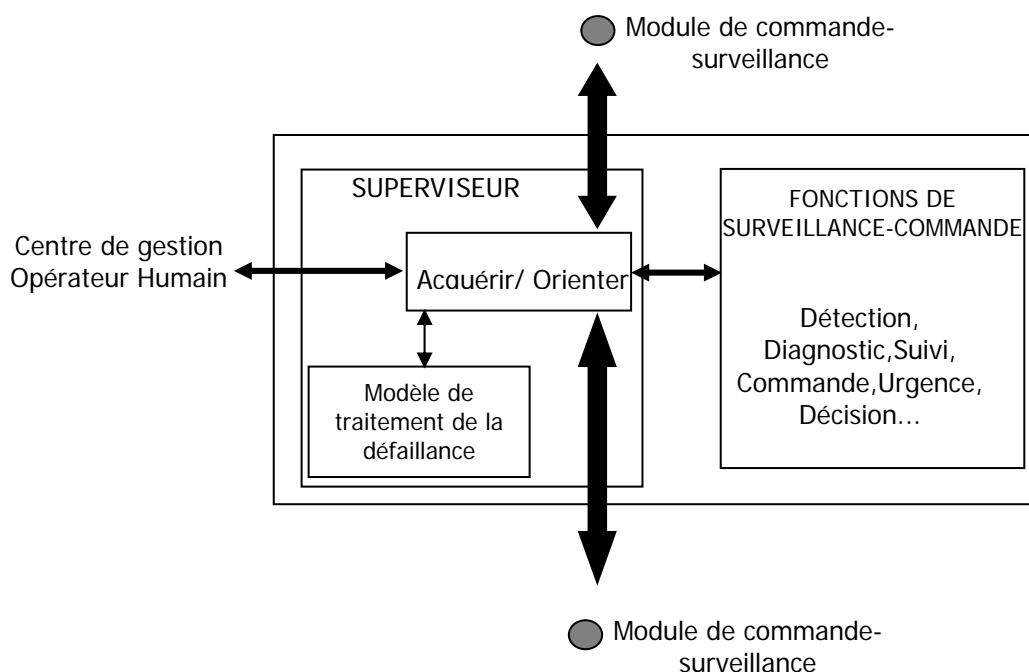 Module de commande-
surveillance
SUPERVISEUR
FONCTIONS DE
SURVEILLANCE-COMMANDE
Centre de gestion
Opérateur Humain
Acquérir/ Orienter
Détection,
Diagnostic,Suivi,
Commande,Urgence,
Décision...
Modèle de
traitement de la
défaillance
Module de commande-
surveillance